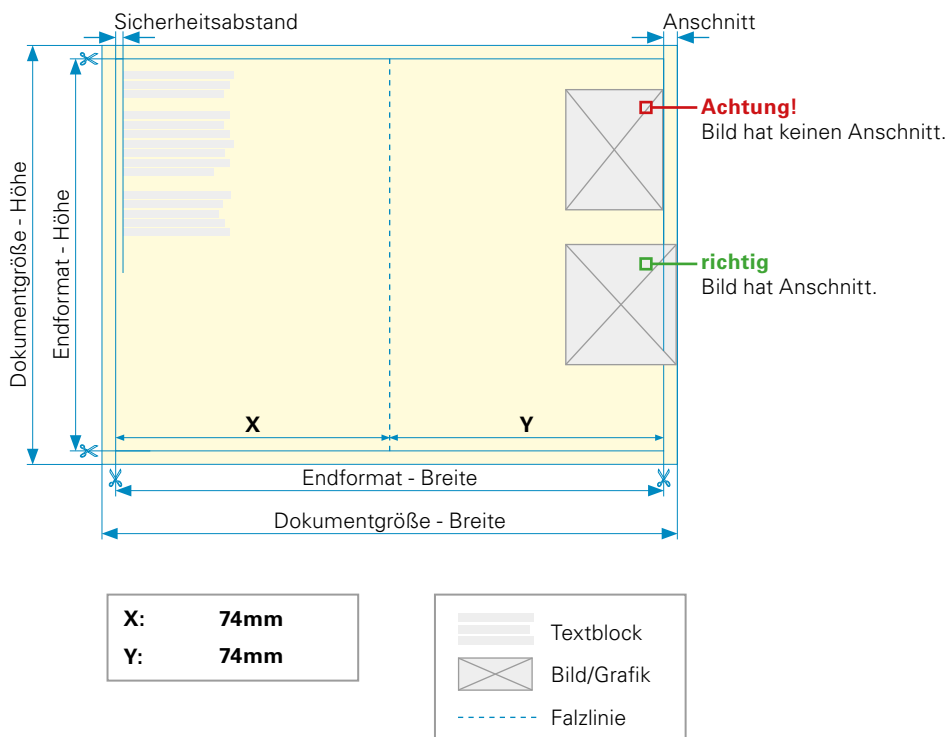 Sicherheitsabstand
Anschnitt
Achtung!
Bild hat keinen Anschnitt.
richtig
Bild hat Anschnitt.
Dokumentgröße - Höhe
Endformat - Höhe
X
Y
Endformat - Breite
Dokumentgröße - Breite
X: 74mm
Y: 74mm
Textblock
Bild/Grafik
Falzlinie